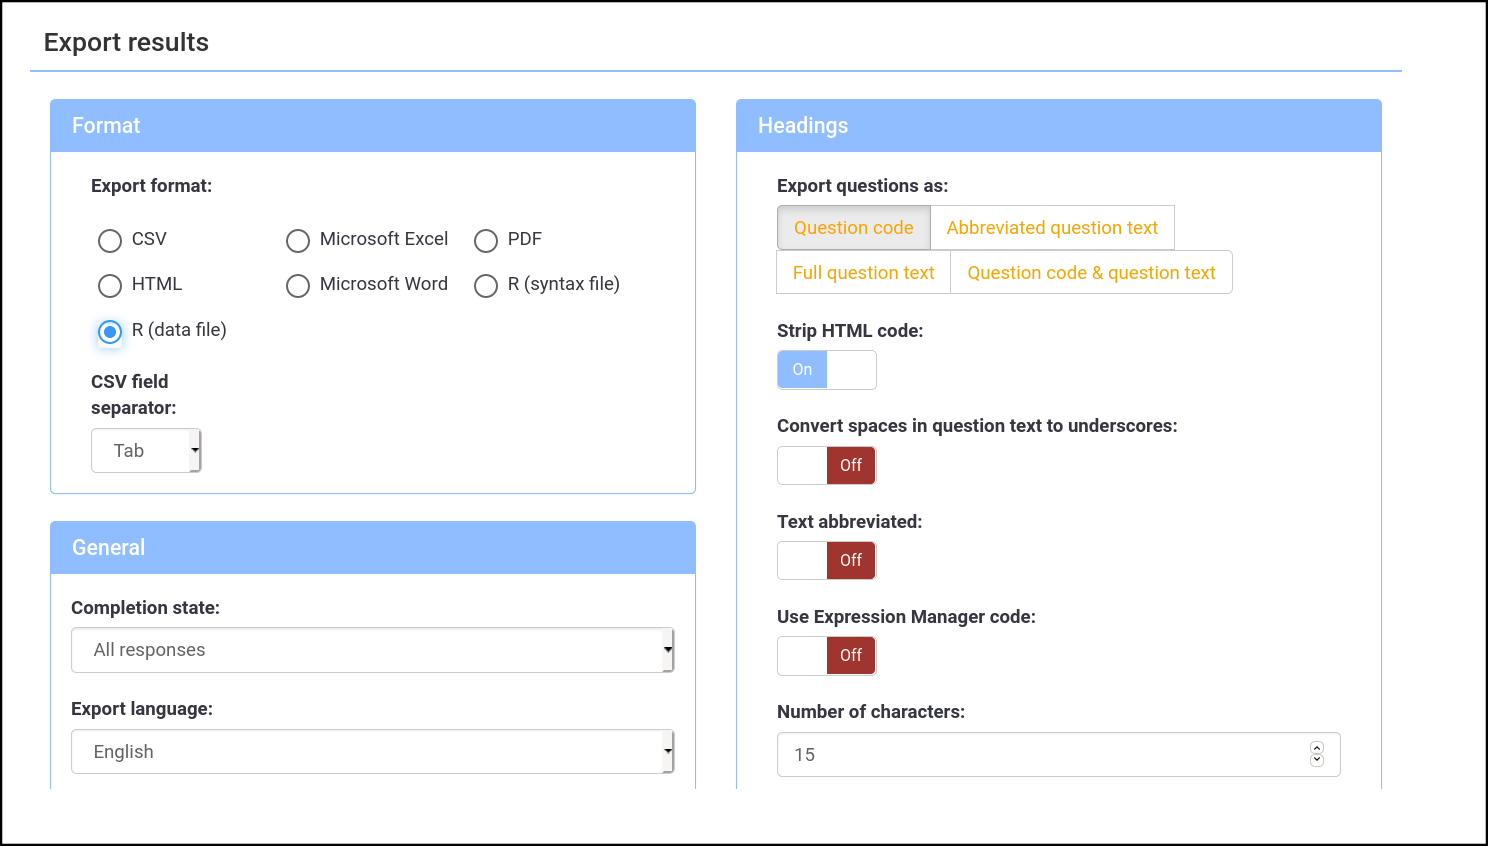 Export results
Format
Export format:
CSV
Microsoft Excel
PDF
HTML
Microsoft Word
R (syntax file)
R (data file)
CSV field
separator:
Tab
General
Completion state:
All responses
Export language:
English
Headings
Export questions as:
Question code
Abbreviated question text
Full question text
Question code & question text
Strip HTML code:
On
Convert spaces in question text to underscores:
Off
Text abbreviated:
Off
Use Expression Manager code:
Off
Number of characters:
15